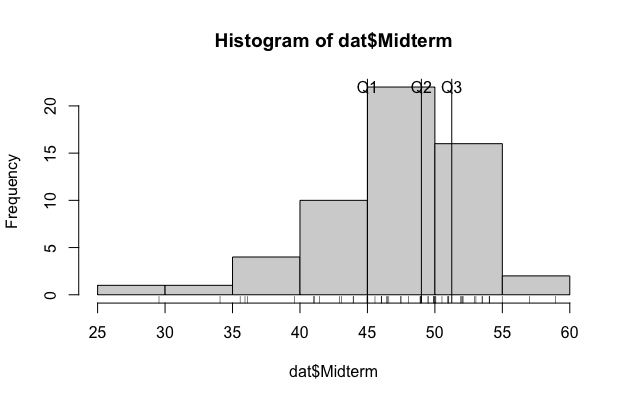 Histogram of dat$Midterm
Q1 Q2 Q3
20
15
10
5
0
Frequency
25 30 35 40 45 50 55 60
dat$Midterm